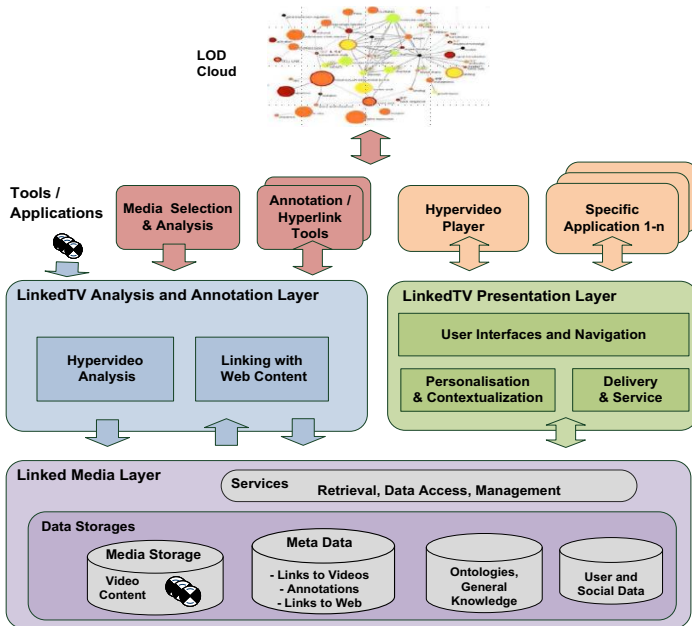 LOD
Cloud
Tools /
Applications
Media Selection
& Analysis
Annotation /
Hyperlink
Tools
Hypervideo
Player
Specific
Application 1-n
LinkedTV Analysis and Annotation Layer
Hypervideo
Analysis
Linking with
Web Content
LinkedTV Presentation Layer
User Interfaces and Navigation
Personalisation
& Contextualization
Delivery
& Service
Linked Media Layer
Services
Retrieval, Data Access, Management
Data Storages
Media Storage
Video
Content
Meta Data
- Links to Videos
- Annotations
- Links to Web
Ontologies,
General
Knowledge
User and
Social Data